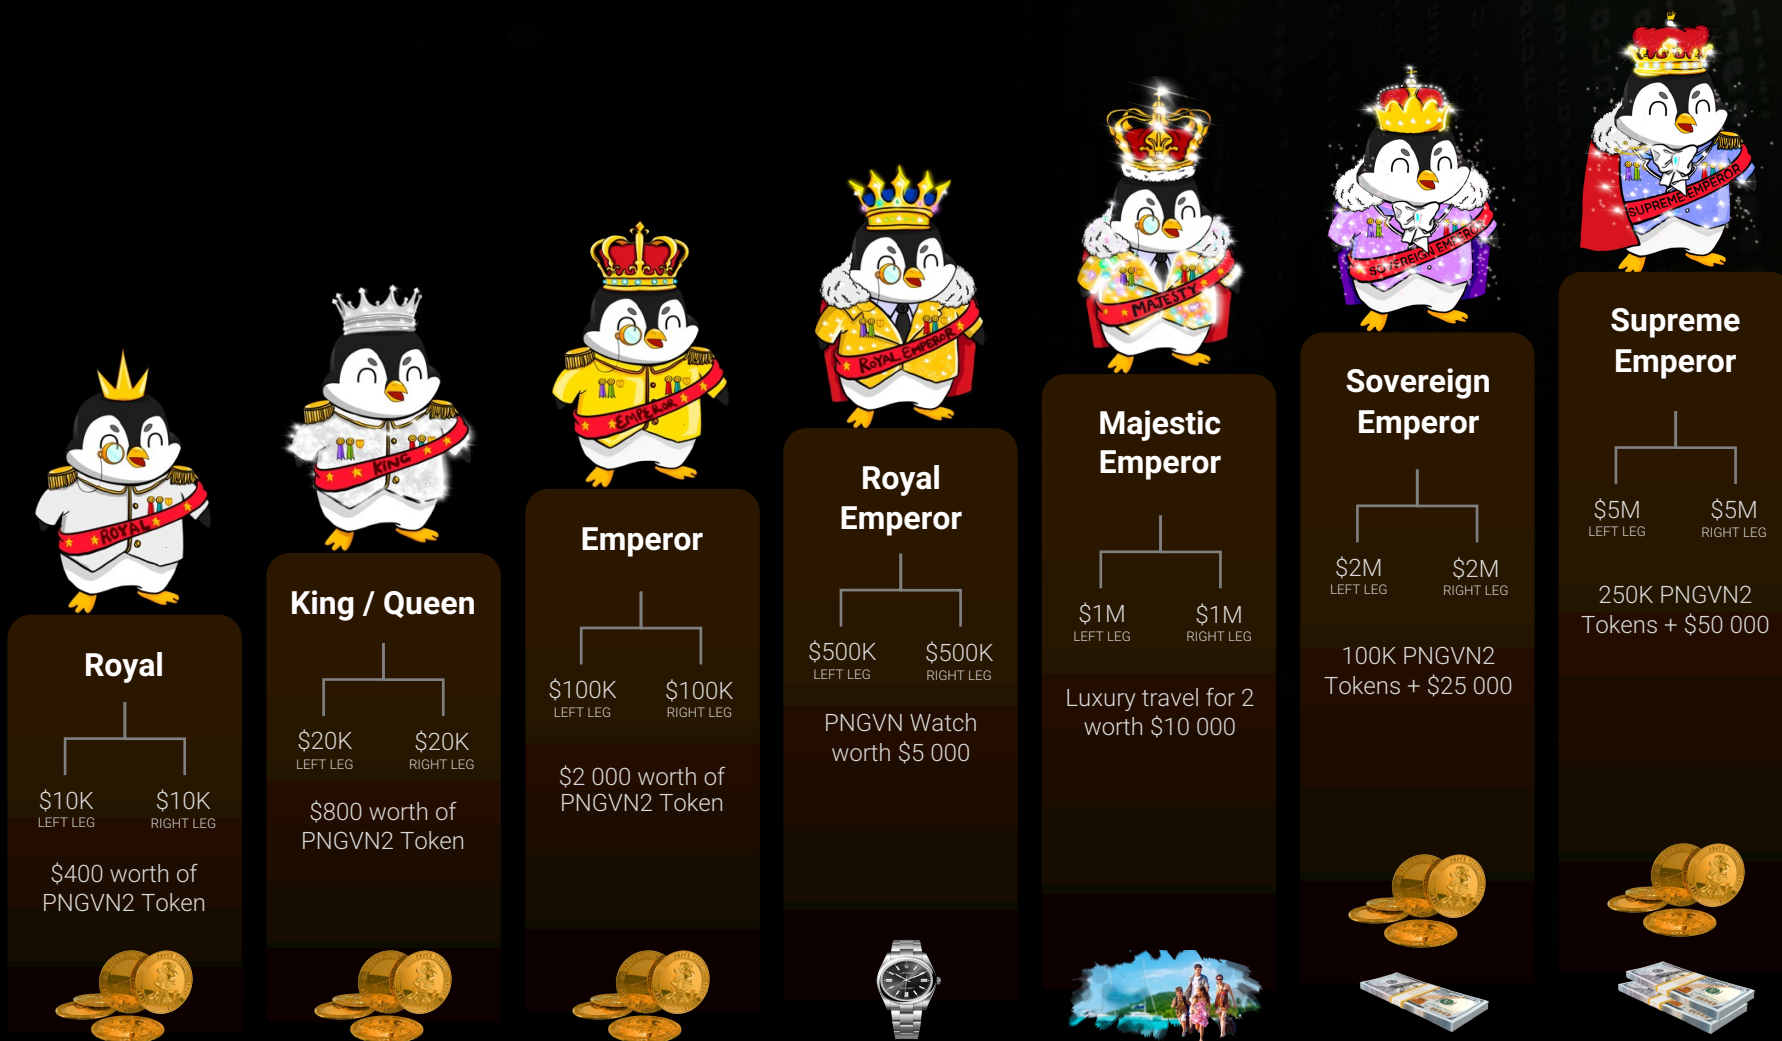 ROYAL
Royal
$10K
LEFT LEG
$10K
RIGHT LEG
$400 worth of
PNGVN2 Token
KING
King / Queen
$20K
LEFT LEG
$20K
RIGHT LEG
$800 worth of
PNGVN2 Token
EMPEROR
Emperor
$100K
LEFT LEG
$100K
RIGHT LEG
$2 000 worth of
PNGVN2 Token
ROYAL EMPEROR
Royal
Emperor
$500K
LEFT LEG
$500K
RIGHT LEG
PNGVN Watch
worth $5 000
MAJESTY
Majestic
Emperor
$1M
LEFT LEG
$1M
RIGHT LEG
Luxury travel for 2
worth $10 000
SOVEREIGN EMPEROR
Sovereign
Emperor
$2M
LEFT LEG
$2M
RIGHT LEG
100K PNGVN2
Tokens + $25 000
SUPREME EMPEROR
Supreme
Emperor
$5M
LEFT LEG
$5M
RIGHT LEG
250K PNGVN2
Tokens + $50 000